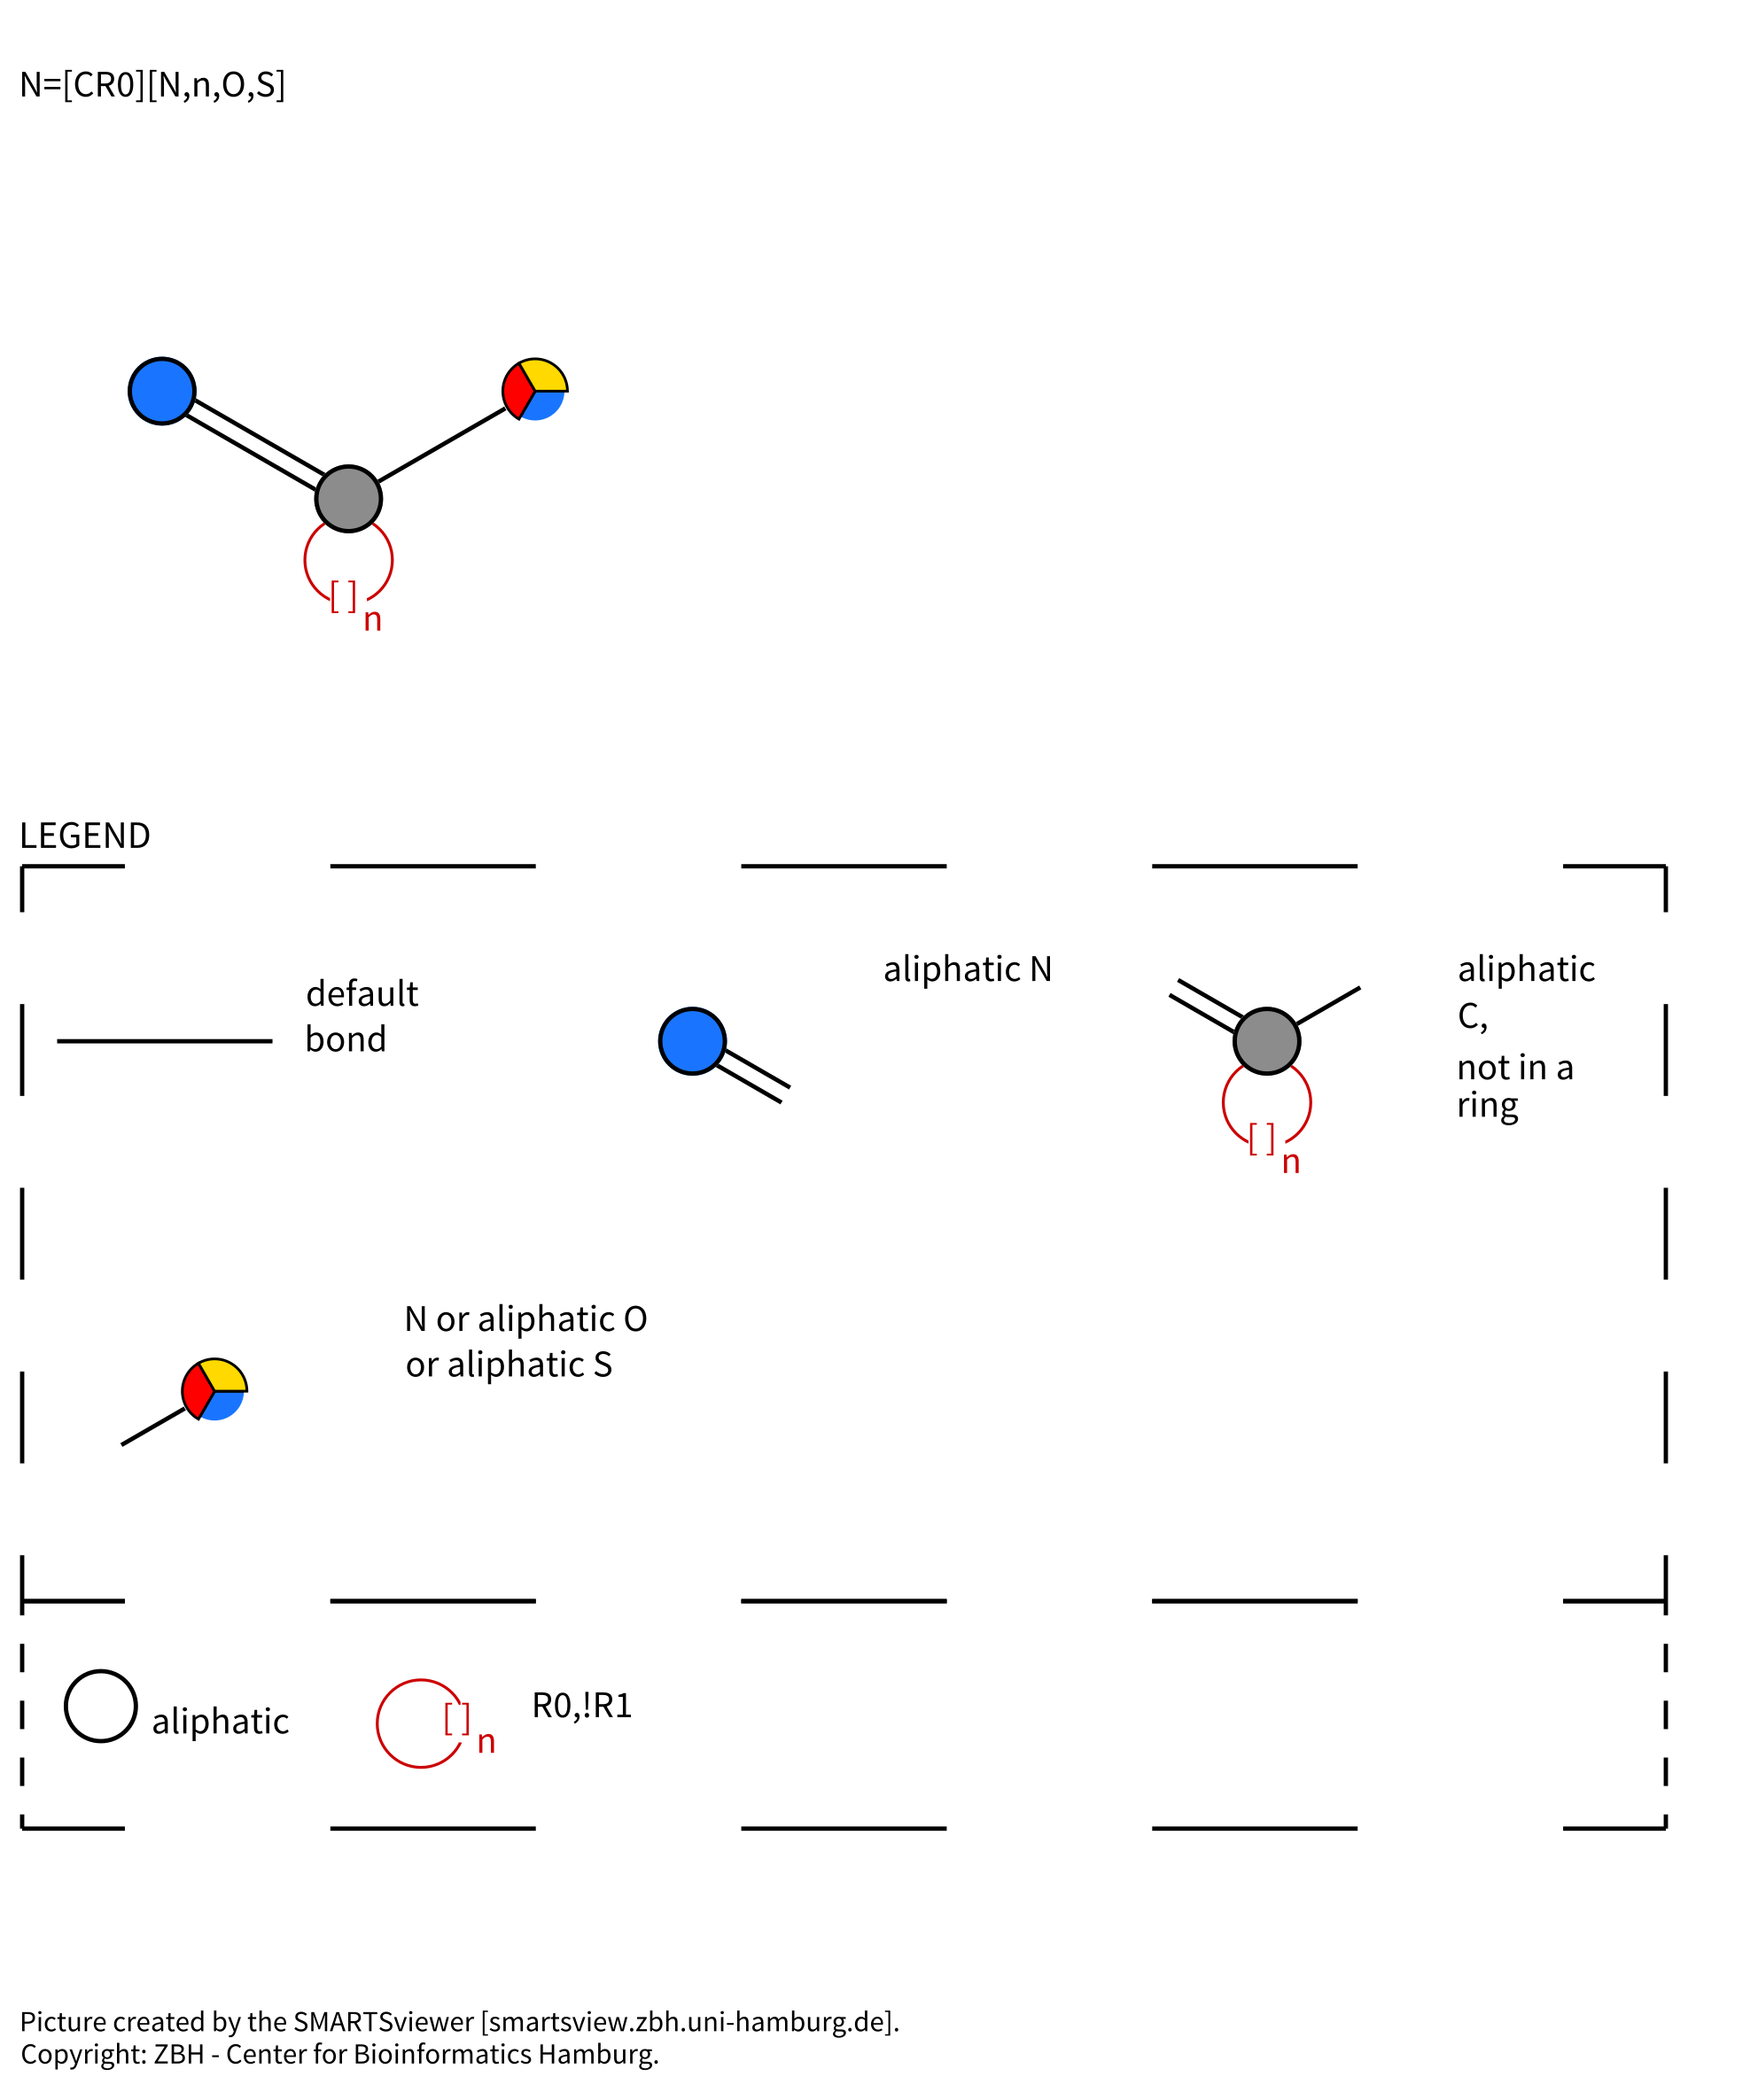 N=[CR0][N,n,O,S]
[ ]
n
LEGEND
default
bond
aliphatic N
aliphatic
C,
not in a
ring
[ ]
n
N or aliphatic O
or aliphatic S
aliphatic
[ ]
n
R0,!R1
Picture created by the SMARTSviewer [smartsview.zbh.uni-hamburg.de].
Copyright: ZBH - Center for Bioinformatics Hamburg.